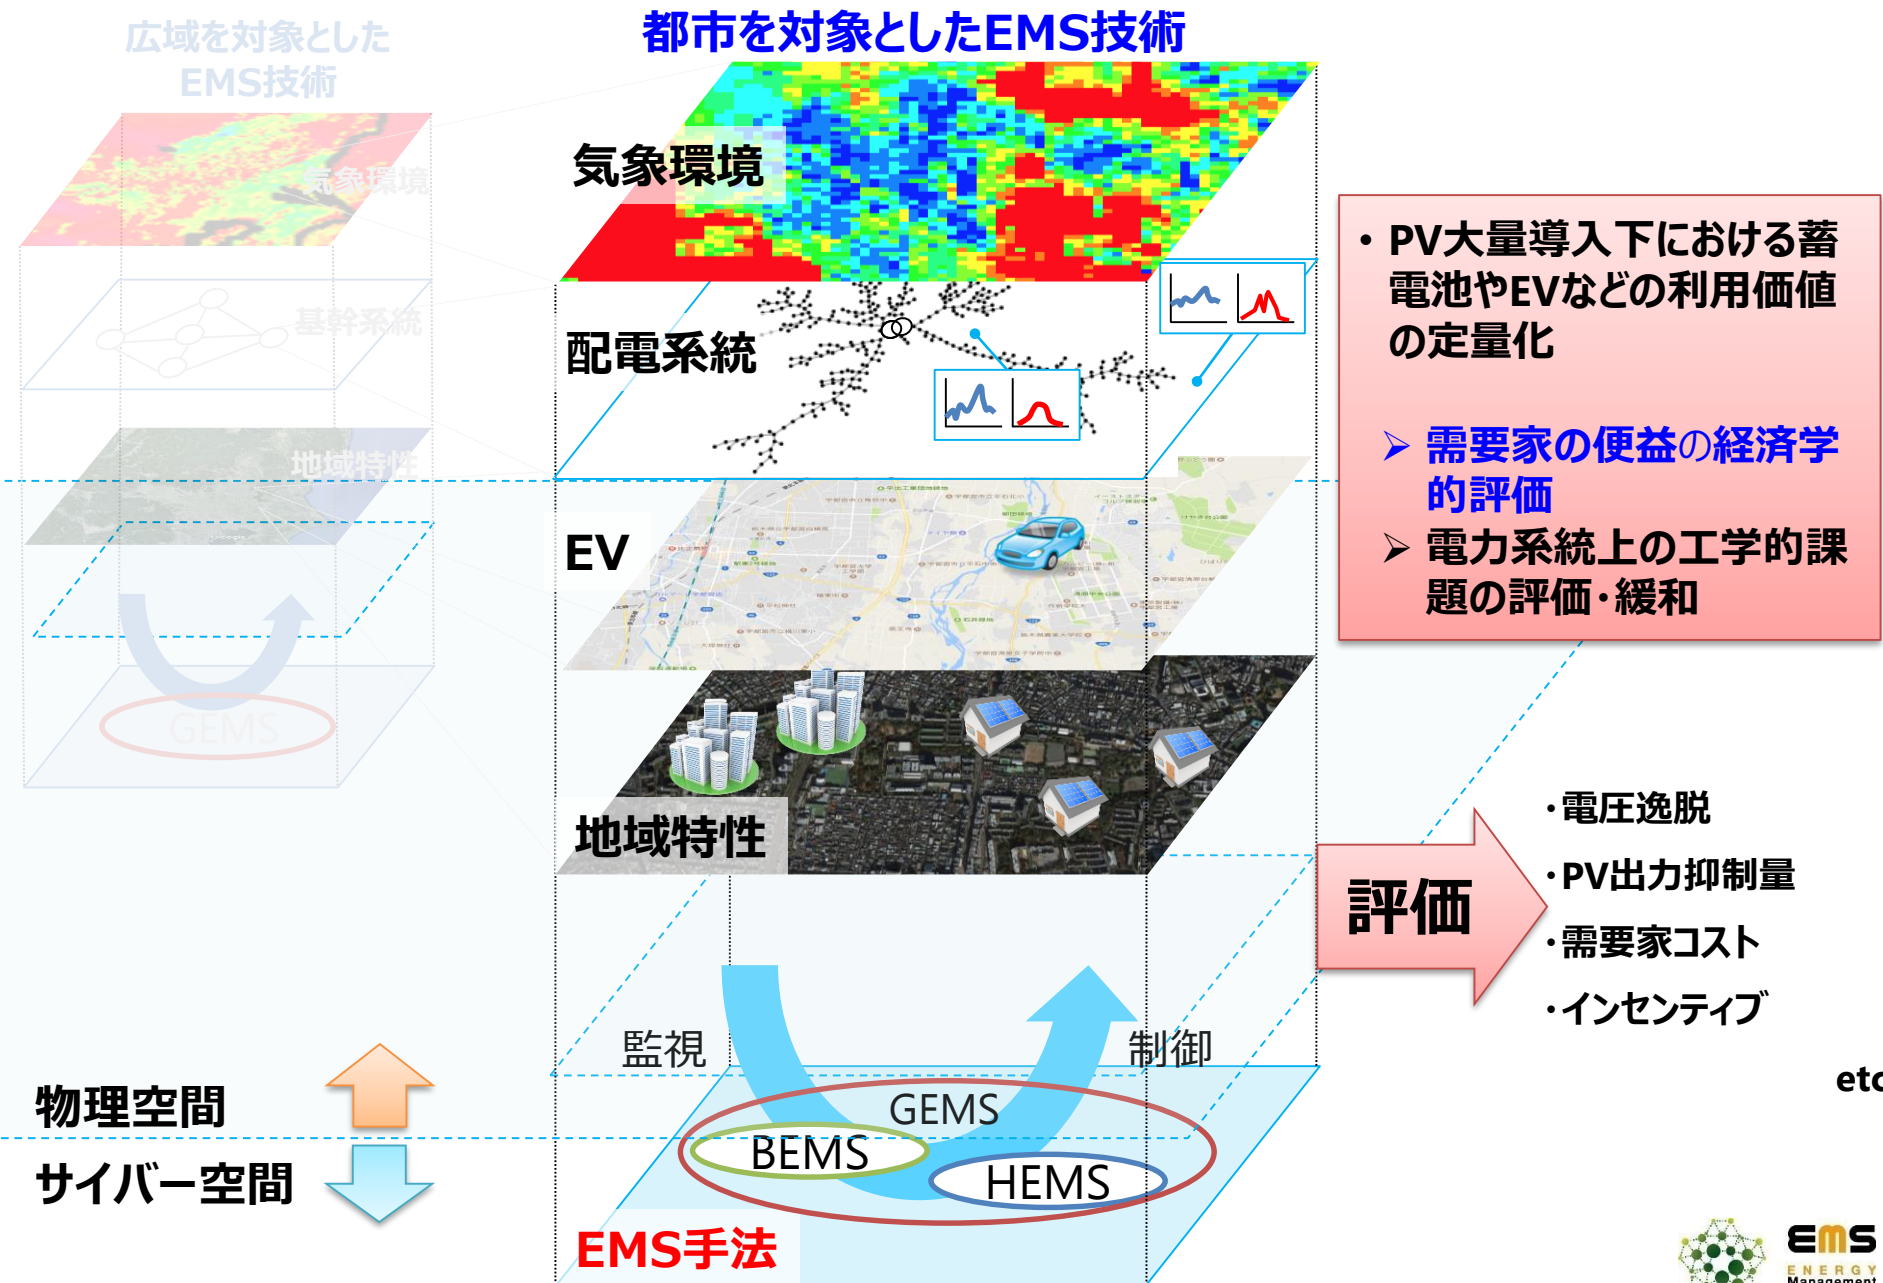 広域を対象とした
EMS技術
気象環境
基幹系統
地域特性
GEMS
都市を対象としたEMS技術
気象環境
配電系統
EV
地域特性
監視
制御
GEMS
BEMS
HEMS
EMS手法
物理空間
サイバー空間
・PV大量導入下における蓄
電池やEVなどの利用価値
の定量化
➢ 需要家の便益の経済学
的評価
➢ 電力系統上の工学的課
題の評価・緩和
評価
・電圧逸脱
・PV出力抑制量
・需要家コスト
・インセンティブ
etc
EMS
ENERGY
Management